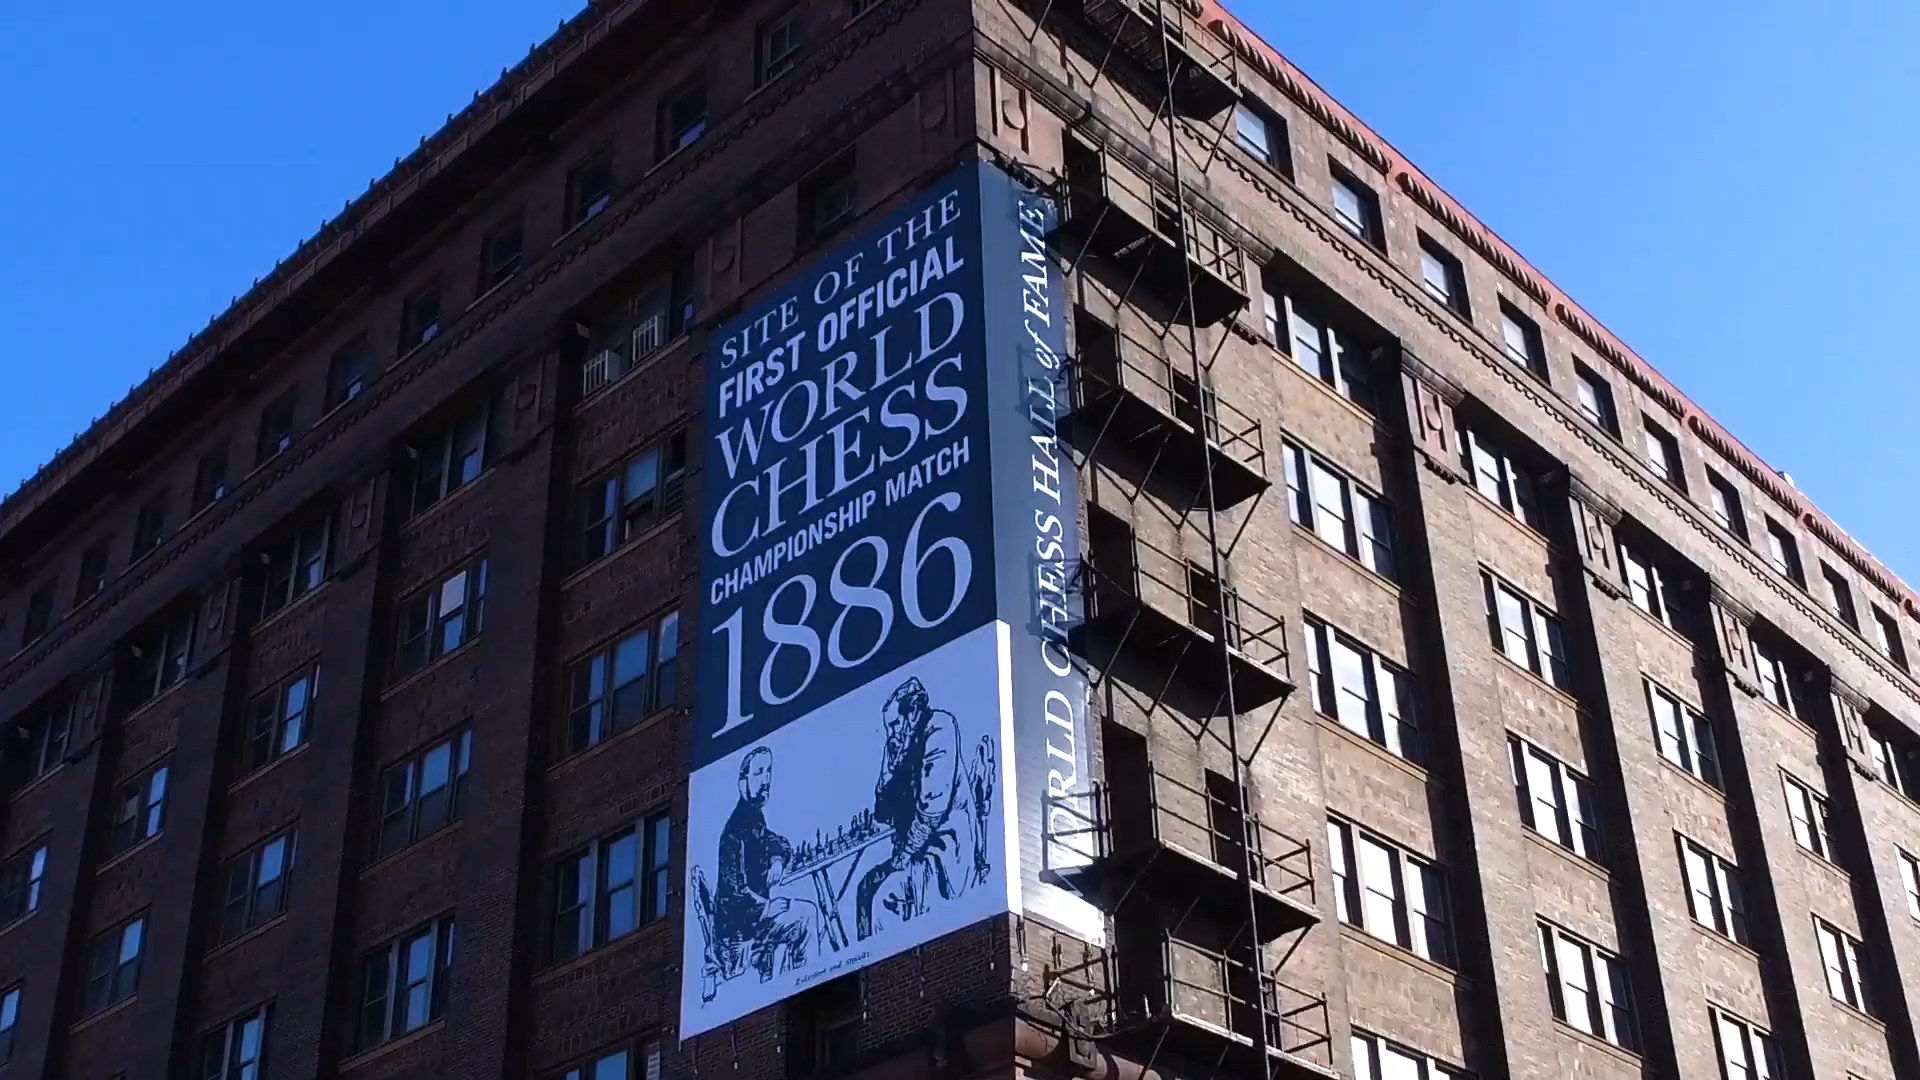 SITE OF THE
FIRST OFFICIAL
WORLD
CHESS
CHAMPIONSHIP MATCH
1886
WORLD CHESS HALL of FAME